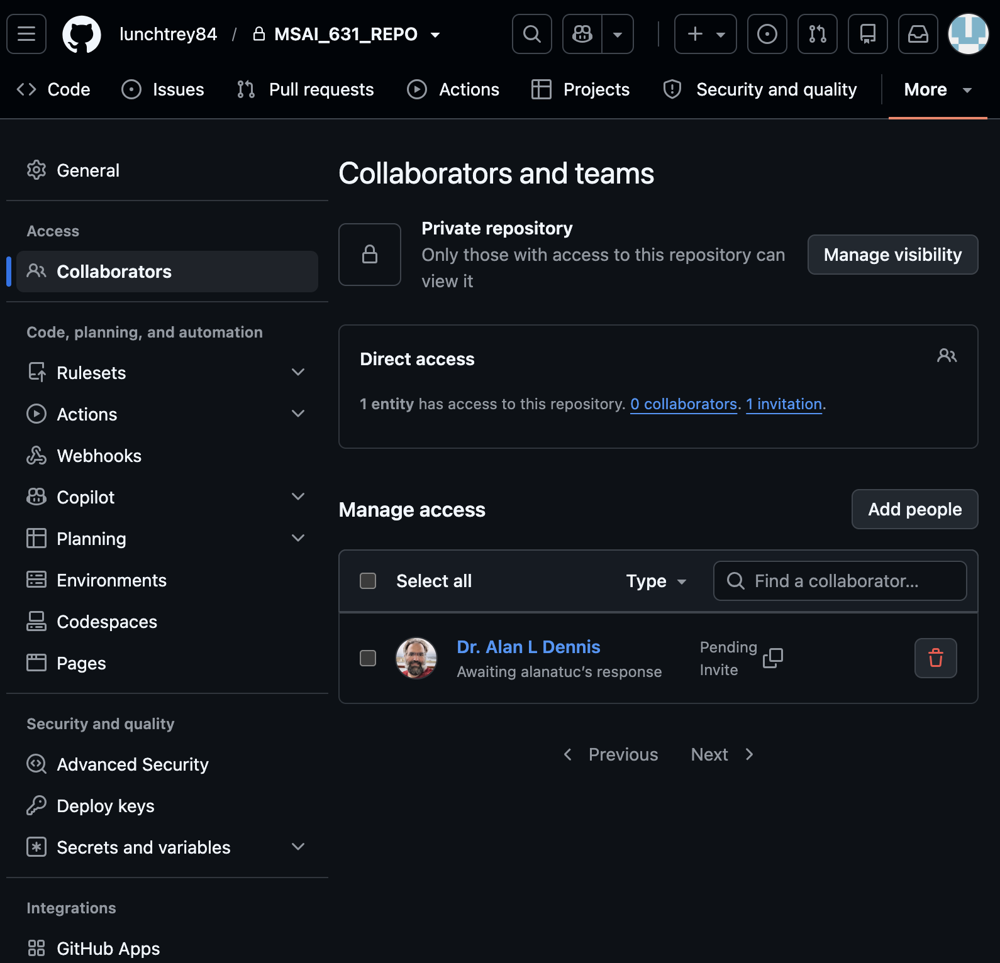 lunchtrey84 / MSAI_631_REPO
Code Issues Pull requests Actions Projects Security and quality More
General
Access
Collaborators
Code, planning, and automation
Rulesets
Actions
Webhooks
Copilot
Planning
Environments
Codespaces
Pages
Security and quality
Advanced Security
Deploy keys
Secrets and variables
Integrations
GitHub Apps
Collaborators and teams
Private repository
Only those with access to this repository can
view it
Manage visibility
Direct access
1 entity has access to this repository. 0 collaborators. 1 invitation.
Manage access
Add people
Select all Type Find a collaborator...
Dr. Alan L Dennis
Awaiting alanatuc’s response
Pending
Invite
Previous Next